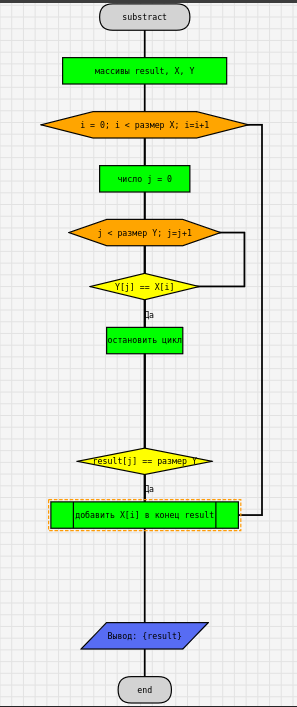 substract
массивы result, X, Y
i = 0; i < размер X; i=i+1
число j = 0
j < размер Y; j=j+1
Y[j] == X[i]
Да
остановить цикл
result[j] == размер Y
Да
добавить X[i] в конец result
Вывод: {result}
end